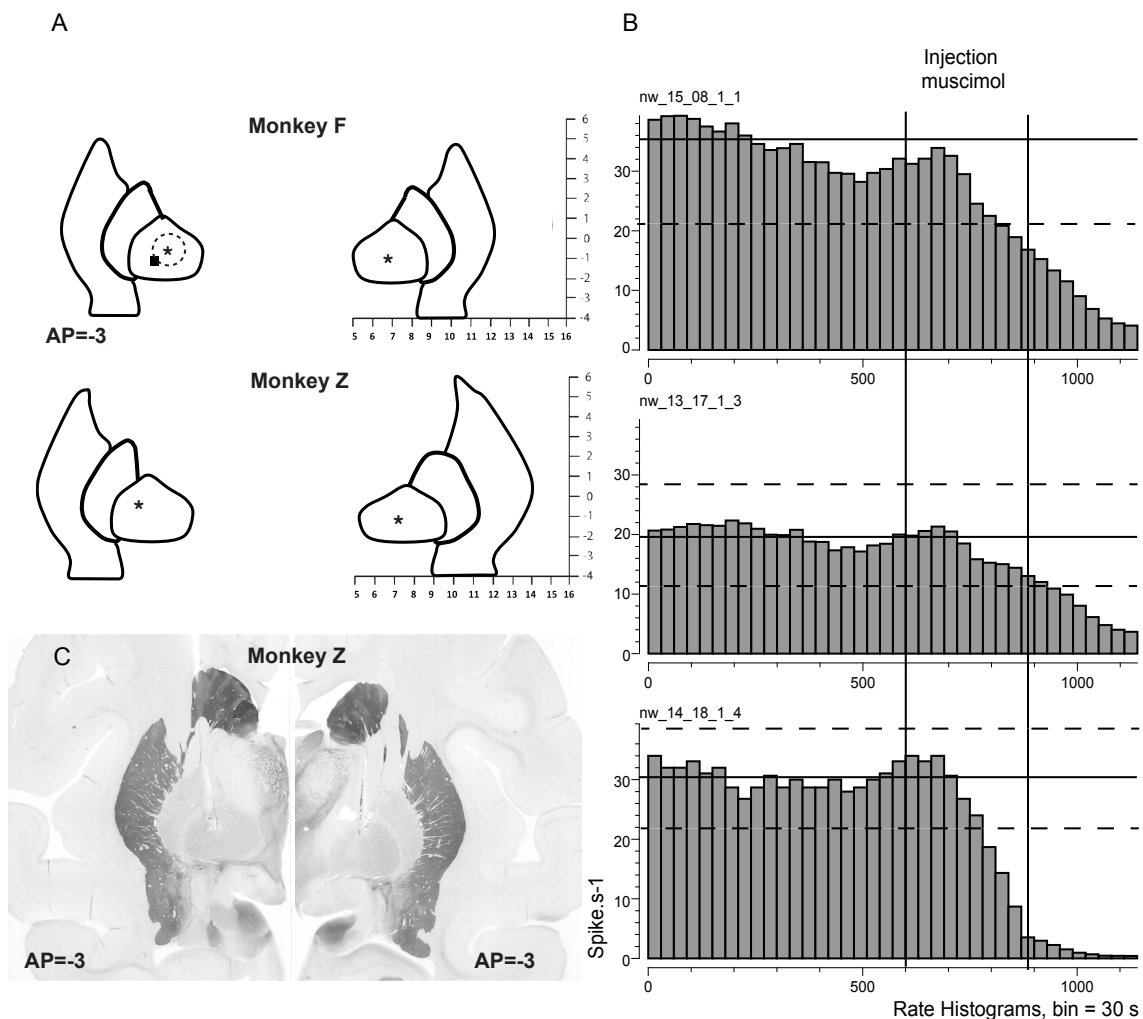 A
B
Injection
muscimol
nw_15_08_1_1
Monkey F
*
*
6
5
4
3
2
1
0
-1
-2
-3
-4
5 6 7 8 9 10 11 12 13 14 15 16
AP=-3
30
20
10
0
0 500 1000
Monkey Z
*
*
6
5
4
3
2
1
0
-1
-2
-3
-4
5 6 7 8 9 10 11 12 13 14 15 16
nw_13_17_1_3
30
20
10
0
0 500 1000
C
Monkey Z
AP=-3
AP=-3
nw_14_18_1_4
30
20
10
0
Spike.s-1
0 500 1000
Rate Histograms, bin = 30 s